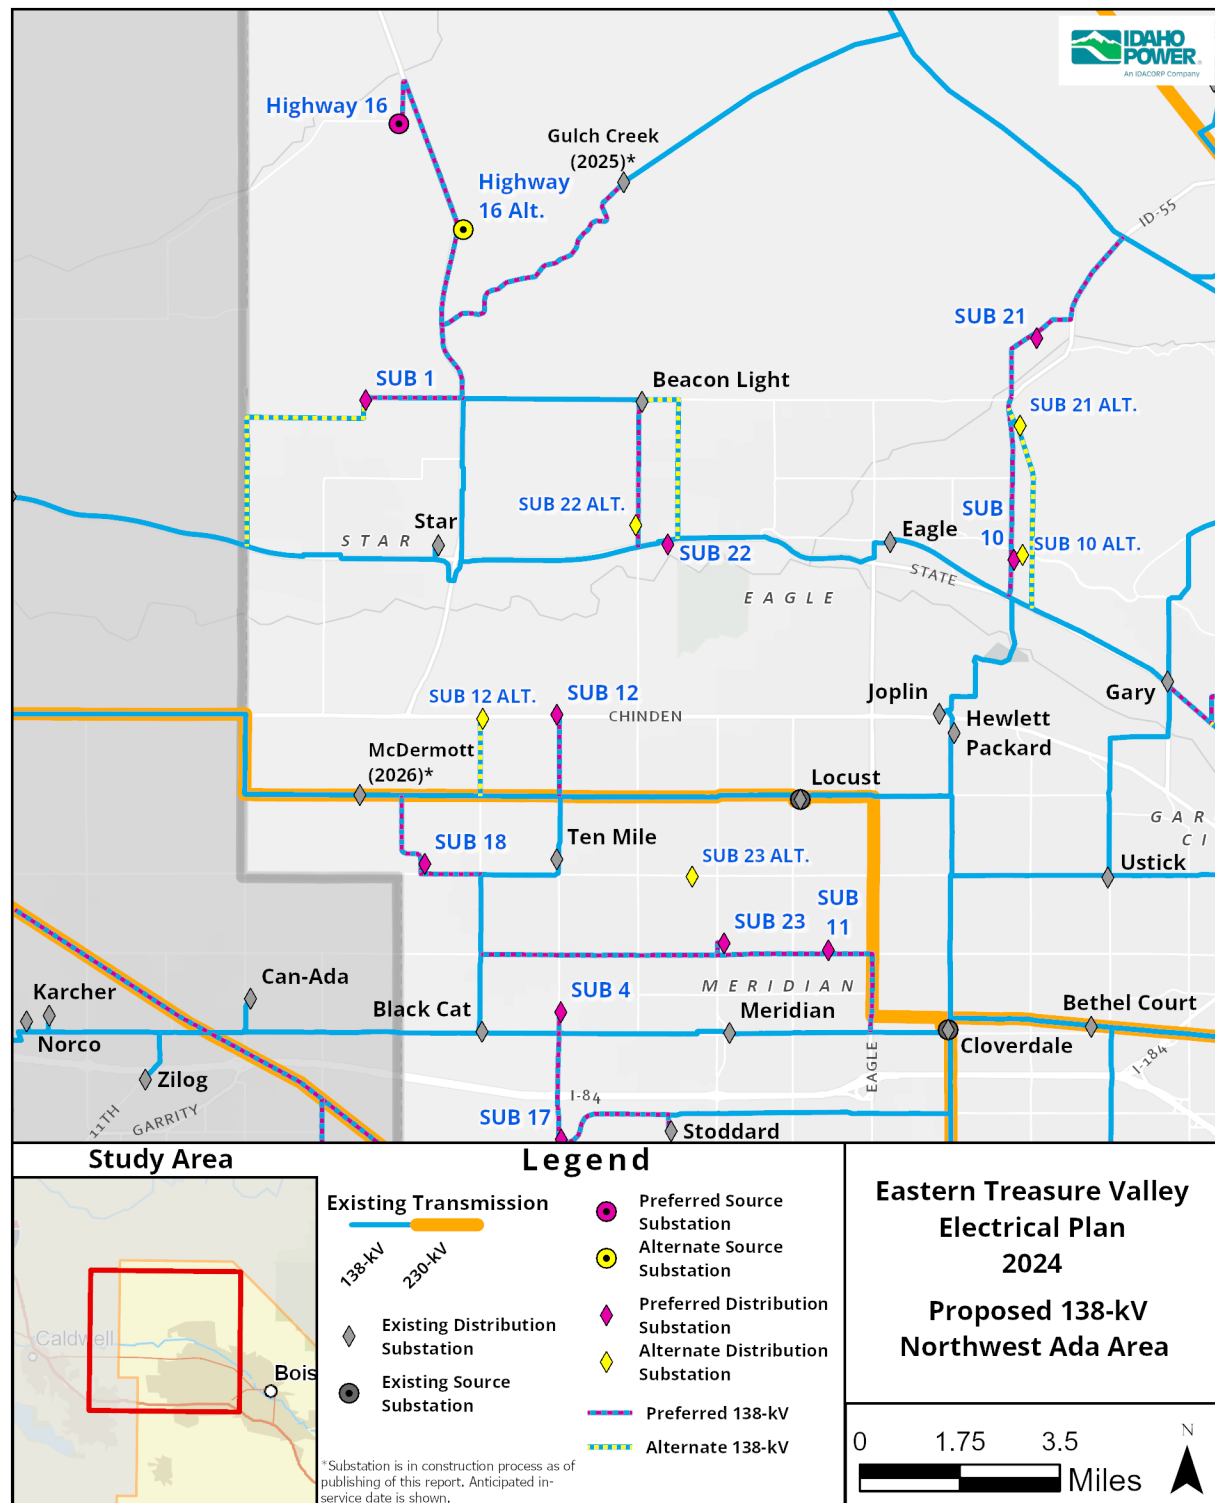 IDAHO
POWER®
An IDACORP Company
Highway 16
Gulch Creek
(2025)*
Highway
16 Alt.
ID-55
SUB 21
SUB 1
Beacon Light
SUB 21 ALT.
SUB 22 ALT.
SUB
10
Star
STAR
Eagle
SUB 22
SUB 10 ALT.
STATE
EAGLE
SUB 12 ALT.
SUB 12
CHINDEN
Joplin
Gary
Hewlett
Packard
McDermott
(2026)*
Locust
GAR
CI
SUB 18
Ten Mile
SUB 23 ALT.
Ustick
SUB
11
SUB 23
Can-Ada
Karcher
SUB 4
MERIDIAN
Black Cat
Meridian
Bethel Court
Norco
Cloverdale
Zilog
EAGLE
I-184
11TH
GARRITY
I-84
SUB 17
Stoddard
Study Area
Caldwell
Bois
Legend
Existing Transmission
138-kV
230-kV
Existing Distribution
Substation
Existing Source
Substation
*Substation is in construction process as of
publishing of this report. Anticipated in-
service date is shown.
Preferred Source
Substation
Alternate Source
Substation
Preferred Distribution
Substation
Alternate Distribution
Substation
Preferred 138-kV
Alternate 138-kV
Eastern Treasure Valley
Electrical Plan
2024
Proposed 138-kV
Northwest Ada Area
0 1.75 3.5
Miles
N